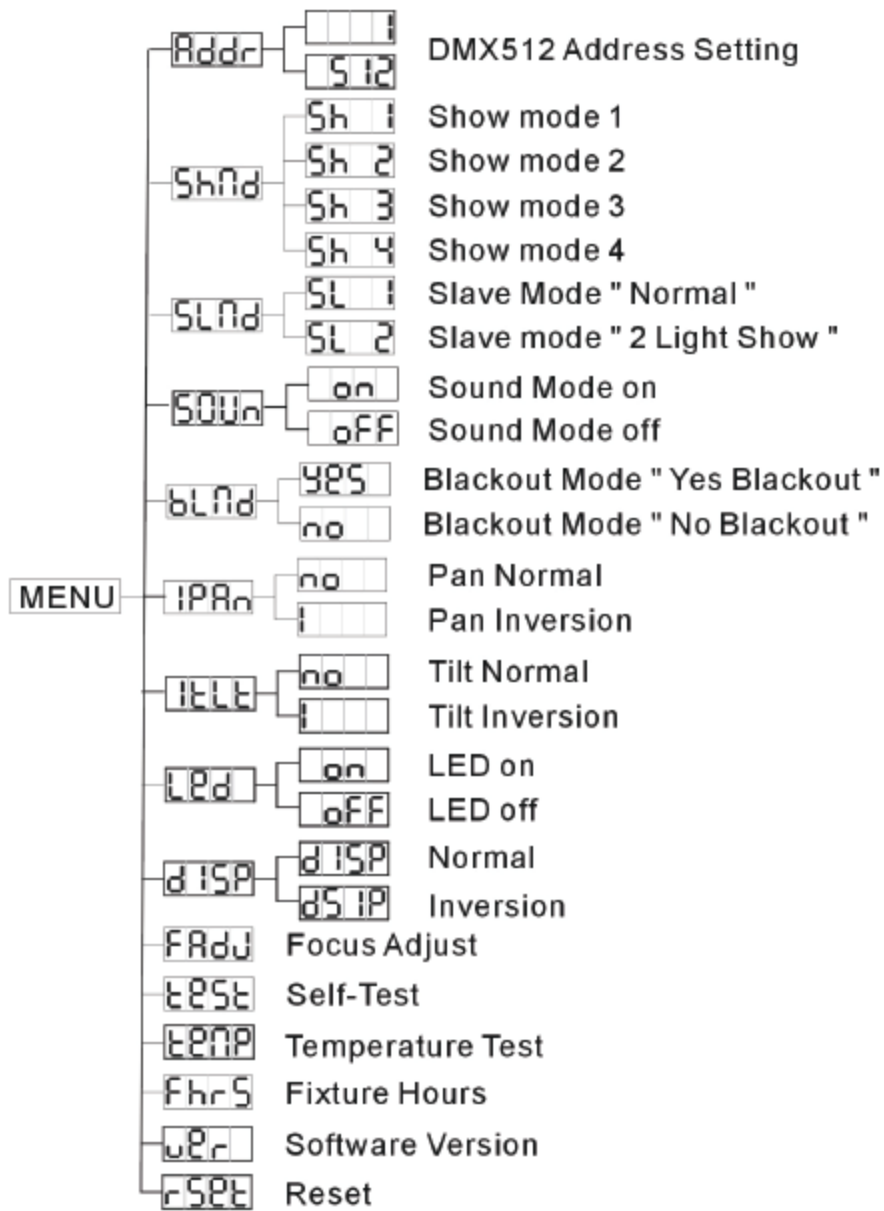 Addr 1 DMX512 Address Setting
512
ShMd Sh 1 Show mode 1
Sh 2 Show mode 2
Sh 3 Show mode 3
Sh 4 Show mode 4
SLMd SL 1 Slave Mode " Normal "
SL 2 Slave mode " 2 Light Show "
SOUn on Sound Mode on
oFF Sound Mode off
bLMd yes Blackout Mode " Yes Blackout "
no Blackout Mode " No Blackout "
MENU
IPAn no Pan Normal
I Pan Inversion
ItLt no Tilt Normal
I Tilt Inversion
Led on LED on
oFF LED off
dISP dISP Normal
dSIP Inversion
FAdJ Focus Adjust
teSt Self-Test
teMP Temperature Test
FhrS Fixture Hours
ver Software Version
rSet Reset